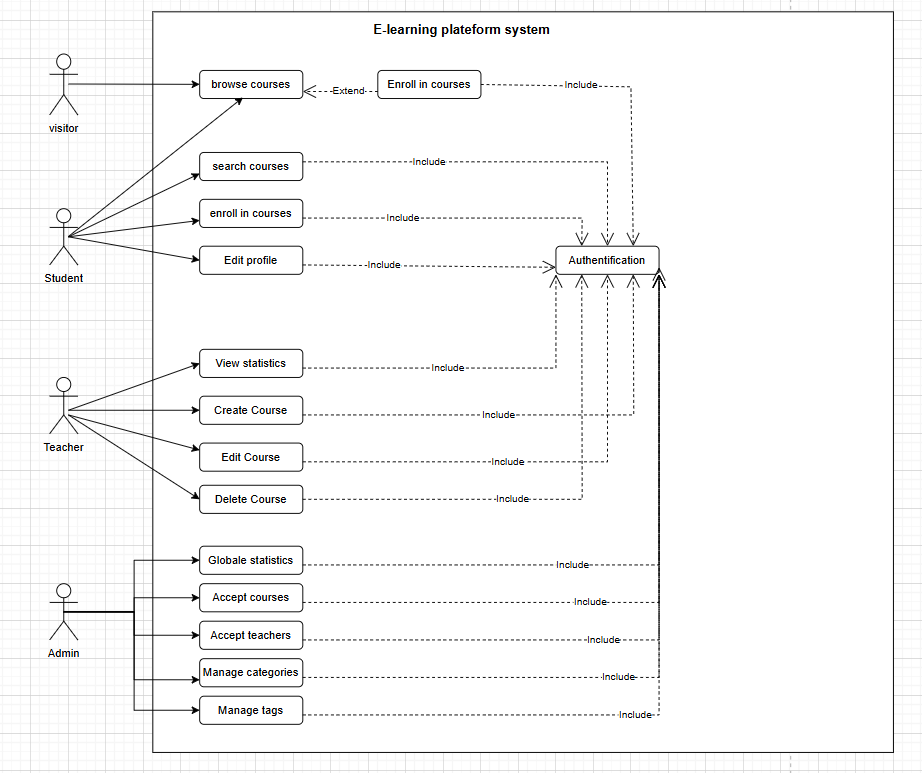 E-learning plateform system
browse courses
Enroll in courses
Extend
Include
visitor
search courses
Include
enroll in courses
Include
Edit profile
Include
Authentification
Student
View statistics
Include
Create Course
Include
Teacher
Edit Course
Include
Delete Course
Include
Globale statistics
Include
Accept courses
Include
Accept teachers
Include
Admin
Manage categories
Include
Manage tags
Include